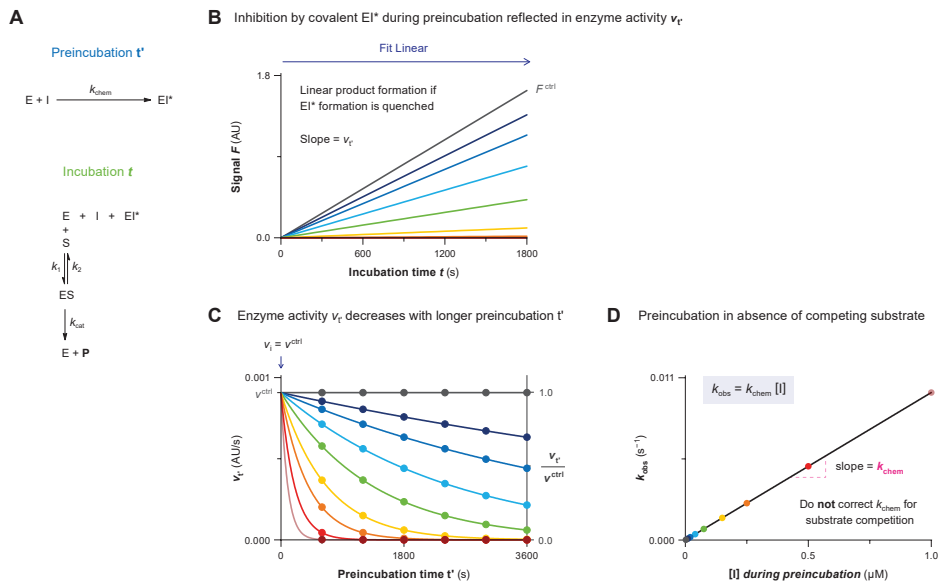 A
Preincubation t'
E + I
kchem
EI*
Incubation t
E + I + EI*
+
S
k1
k2
ES
kcat
E + P
B Inhibition by covalent EI* during preincubation reflected in enzyme activity vt'
Fit Linear
1.8
Linear product formation if
EI* formation is quenched
Slope = vt'
Fctrl
Signal F (AU)
0.0
0 600 1200 1800
Incubation time t (s)
C Enzyme activity vt' decreases with longer preincubation t'
vi = vctrl
0.001
vctrl
1.0
vt' (AU/s)
vt'
vctrl
0.000
0.0
0 1800 3600
Preincubation time t' (s)
D Preincubation in absence of competing substrate
0.011
kobs = kchem [I]
kobs (s⁻¹)
slope = kchem
Do not correct kchem for
substrate competition
0.000
0 0.5 1.0
[I] during preincubation (µM)